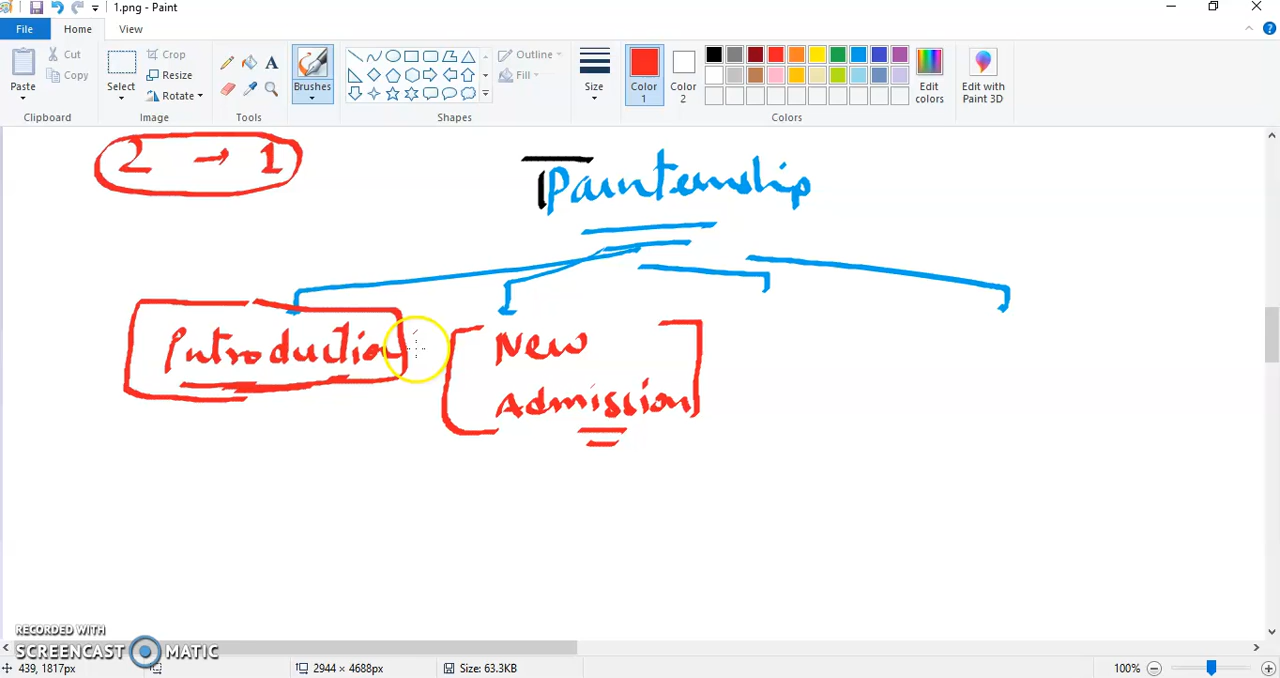 1.png - Paint
File Home View
Paste
Cut
Copy
Clipboard
Select
Crop
Resize
Rotate
Image
Tools
Brushes
Shapes
Outline
Fill
Size
Color 1
Color 2
Colors
Edit colors
Edit with Paint 3D
2 → 1
Partnership
Introduction
New
Admission
RECORDED WITH
SCREENCAST MATIC
439, 1817px
2944 × 4688px
Size: 63.3KB
100%